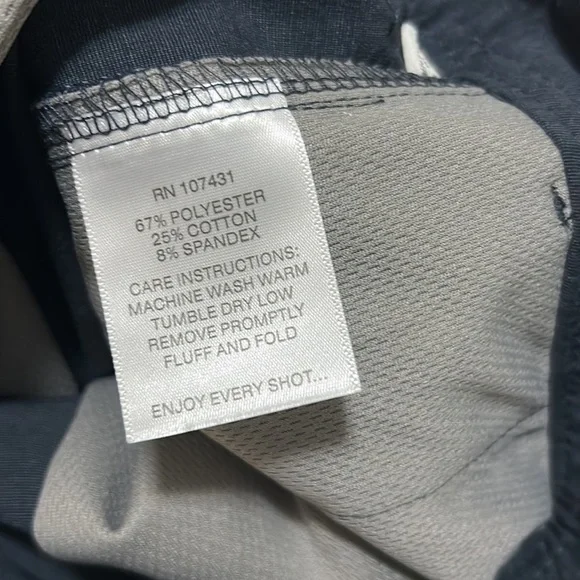 RN 107431
67% POLYESTER
25% COTTON
8% SPANDEX
CARE INSTRUCTIONS:
MACHINE WASH WARM
TUMBLE DRY LOW
REMOVE PROMPTLY
FLUFF AND FOLD
ENJOY EVERY SHOT...